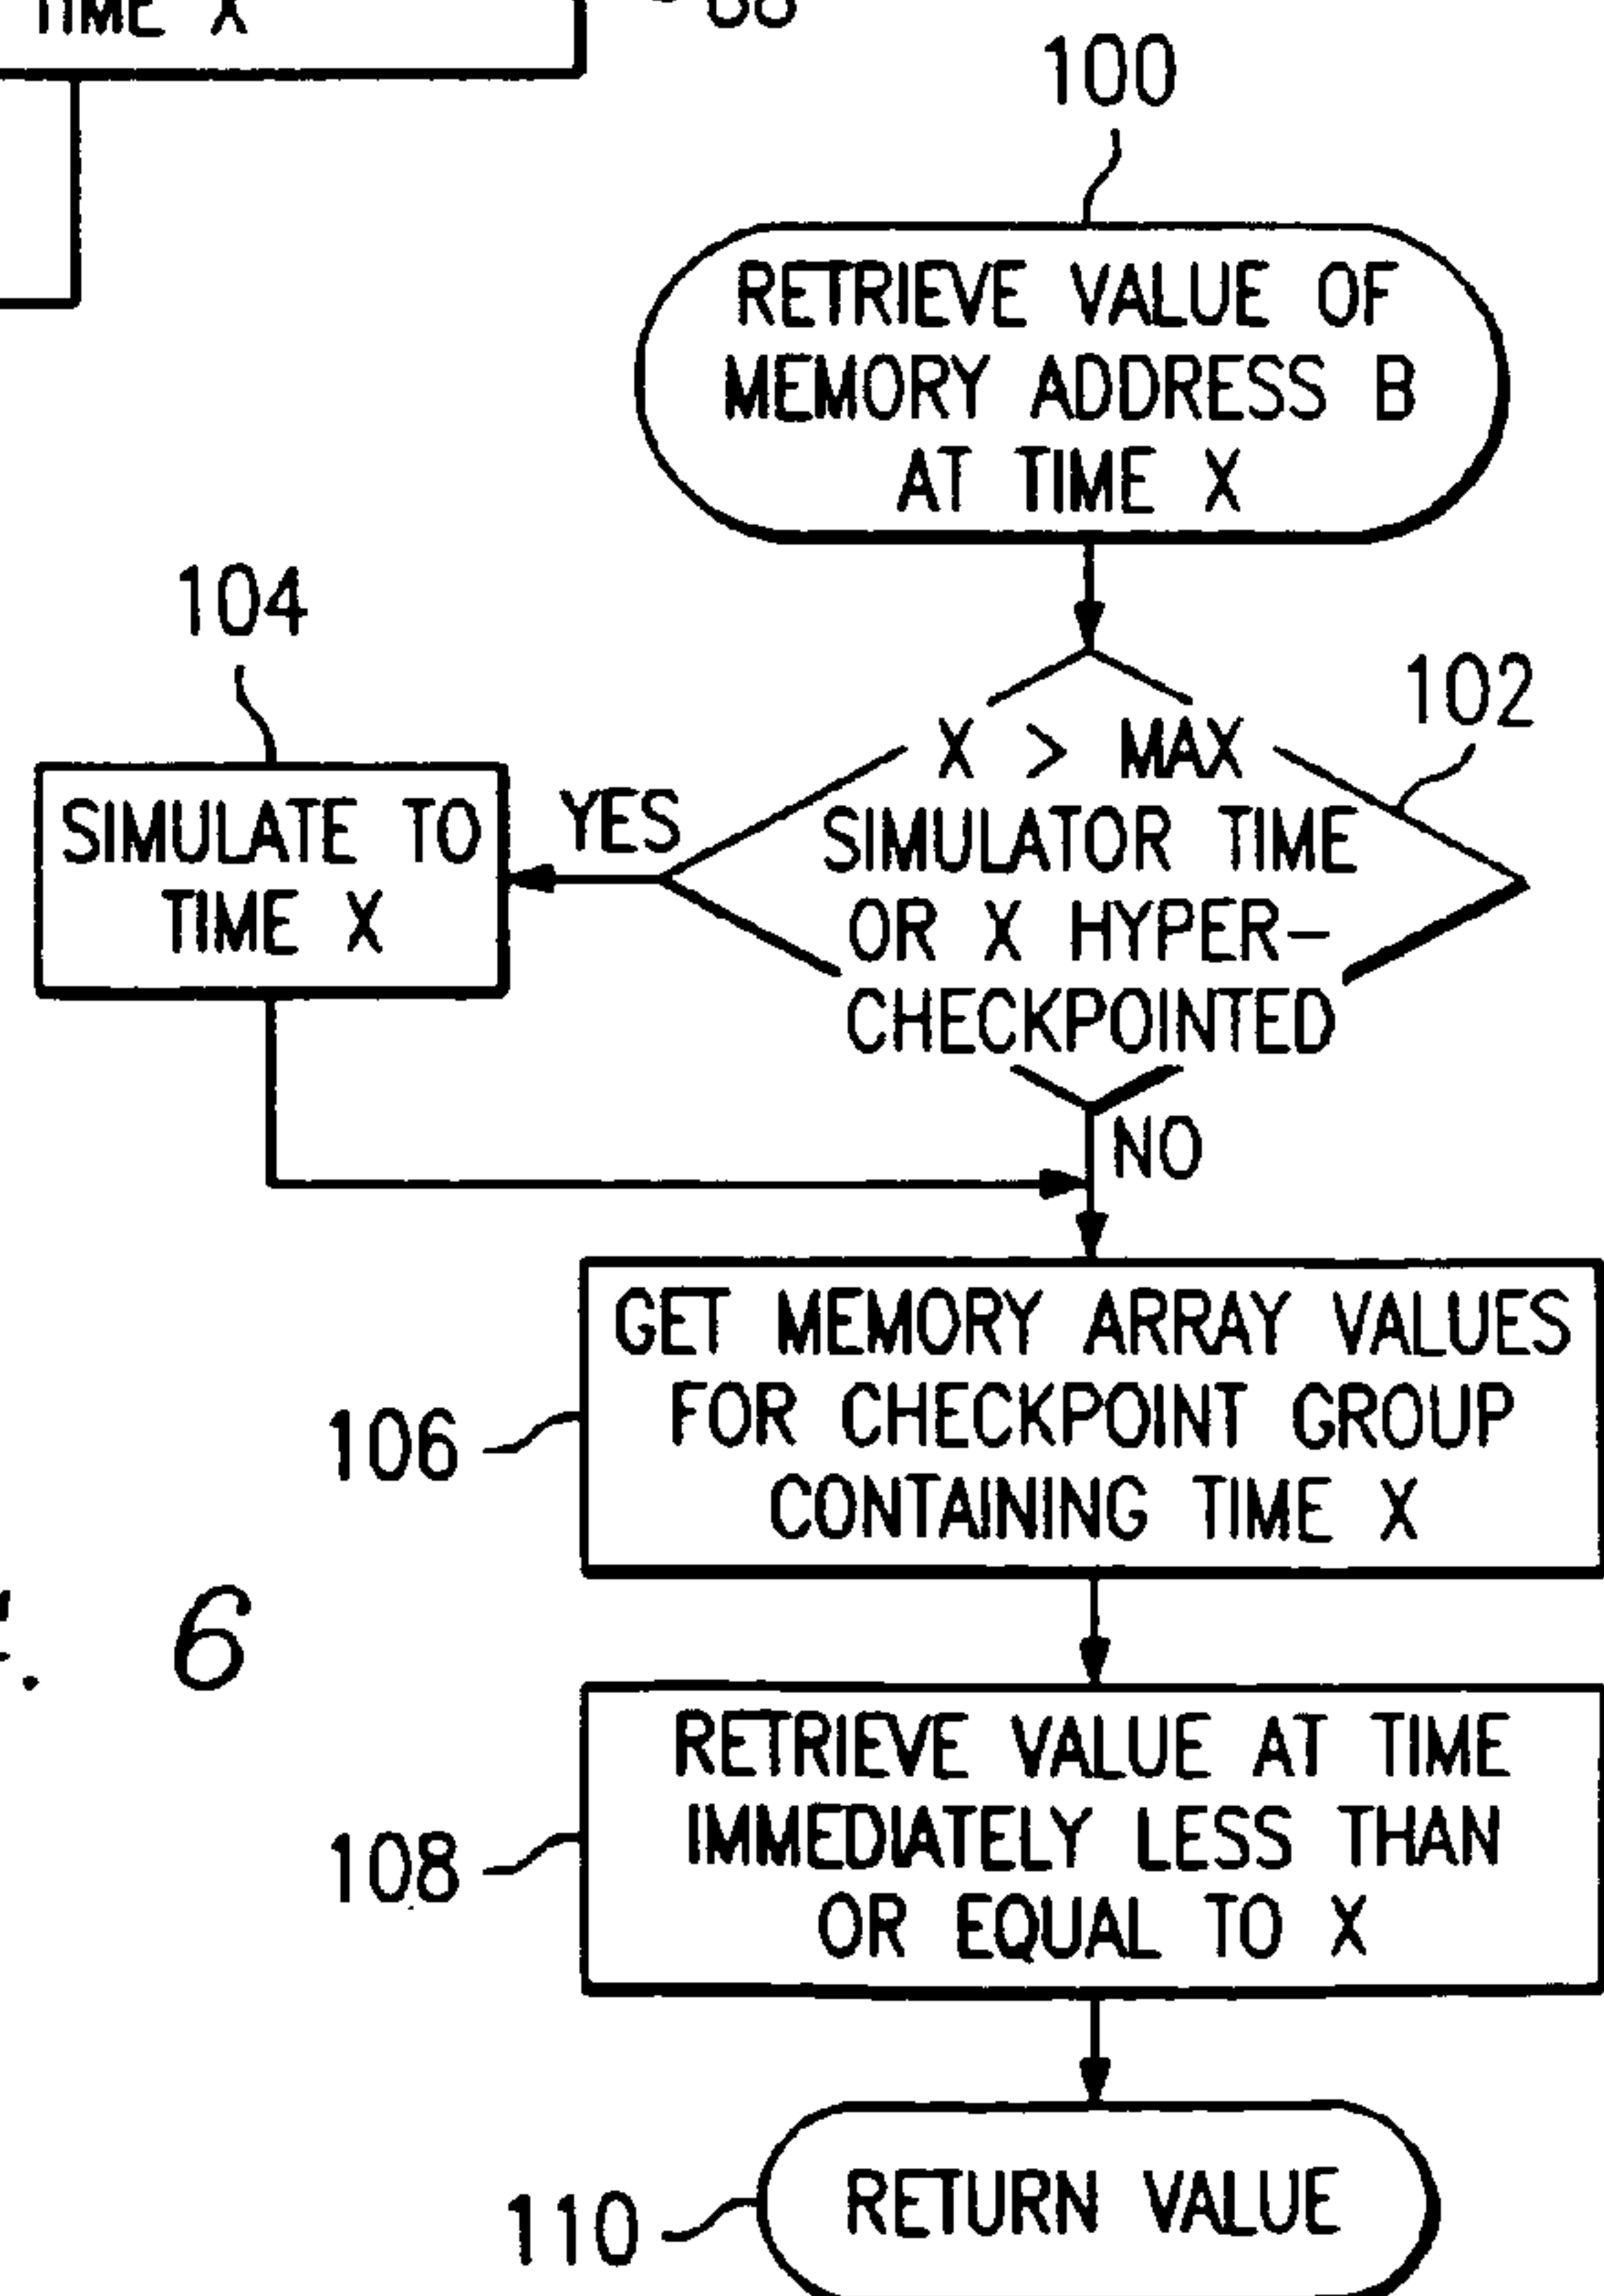 TIME X
100
RETRIEVE VALUE OF
MEMORY ADDRESS B
AT TIME X
104
102
X > MAX
SIMULATOR TIME
OR X HYPER-
CHECKPOINTED
YES
SIMULATE TO
TIME X
NO
GET MEMORY ARRAY VALUES
FOR CHECKPOINT GROUP
CONTAINING TIME X
106
6
RETRIEVE VALUE AT TIME
IMMEDIATELY LESS THAN
OR EQUAL TO X
108
RETURN VALUE
110